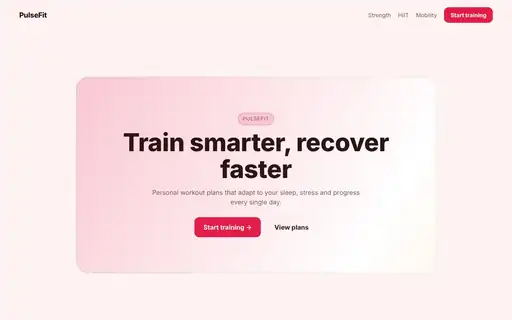 PulseFit
Strength
HIIT
Mobility
Start training
PULSEFIT
Train smarter, recover
faster
Personal workout plans that adapt to your sleep, stress and progress
every single day.
Start training →
View plans